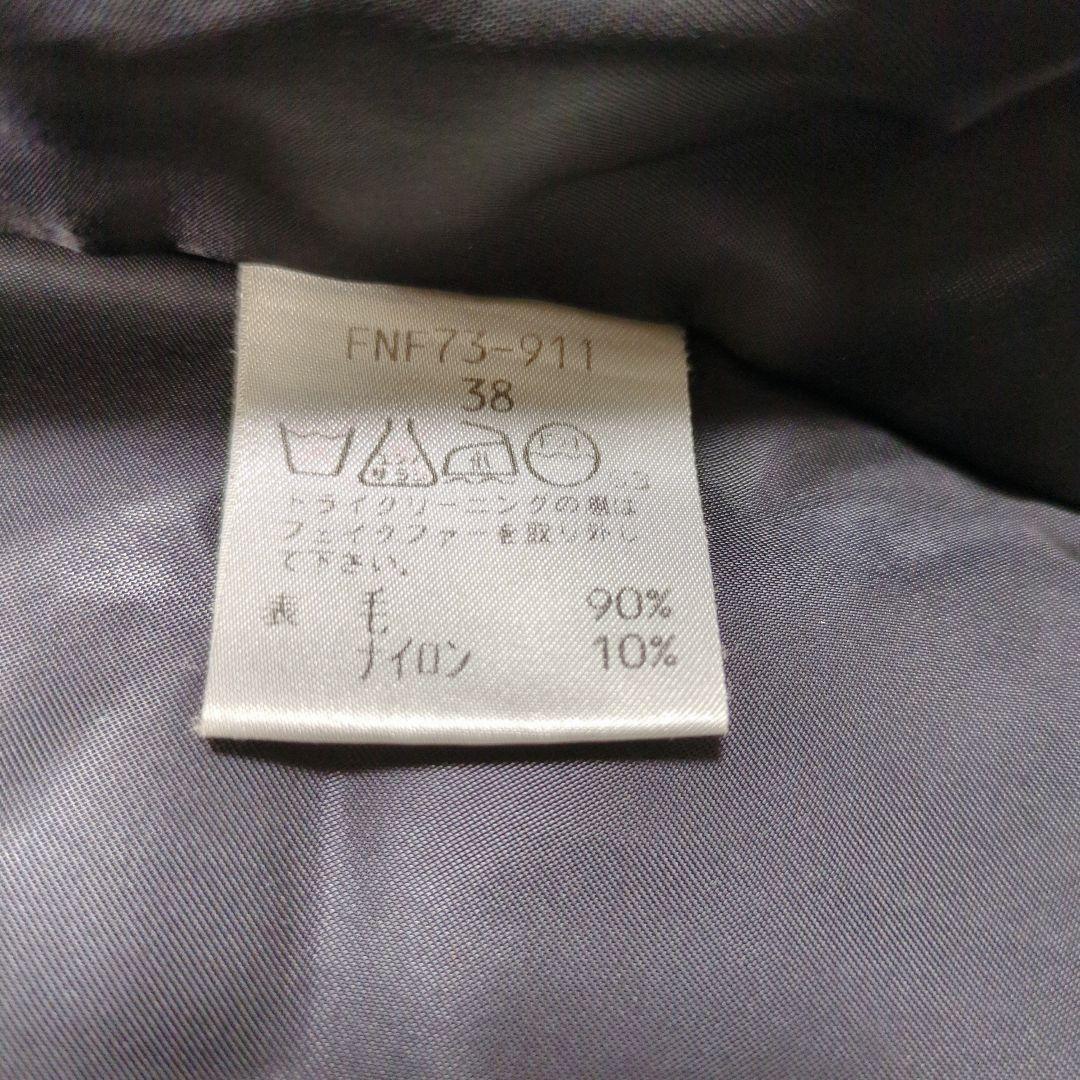 FNF73-911
38
ドライクリーニングの際は
フェイクファーを取り外し
て下さい。
表 毛 90%
ナイロン 10%